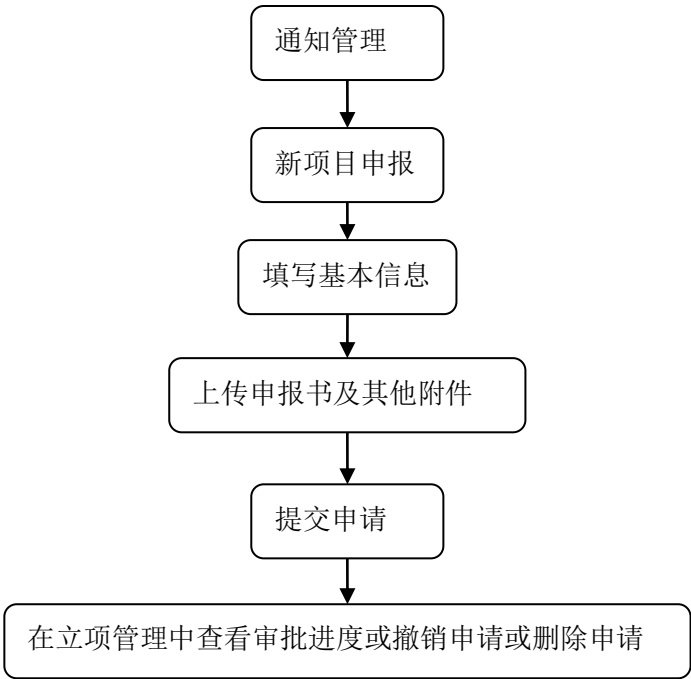 通知管理
新项目申报
填写基本信息
上传申报书及其他附件
提交申请
在立项管理中查看审批进度或撤销申请或删除申请